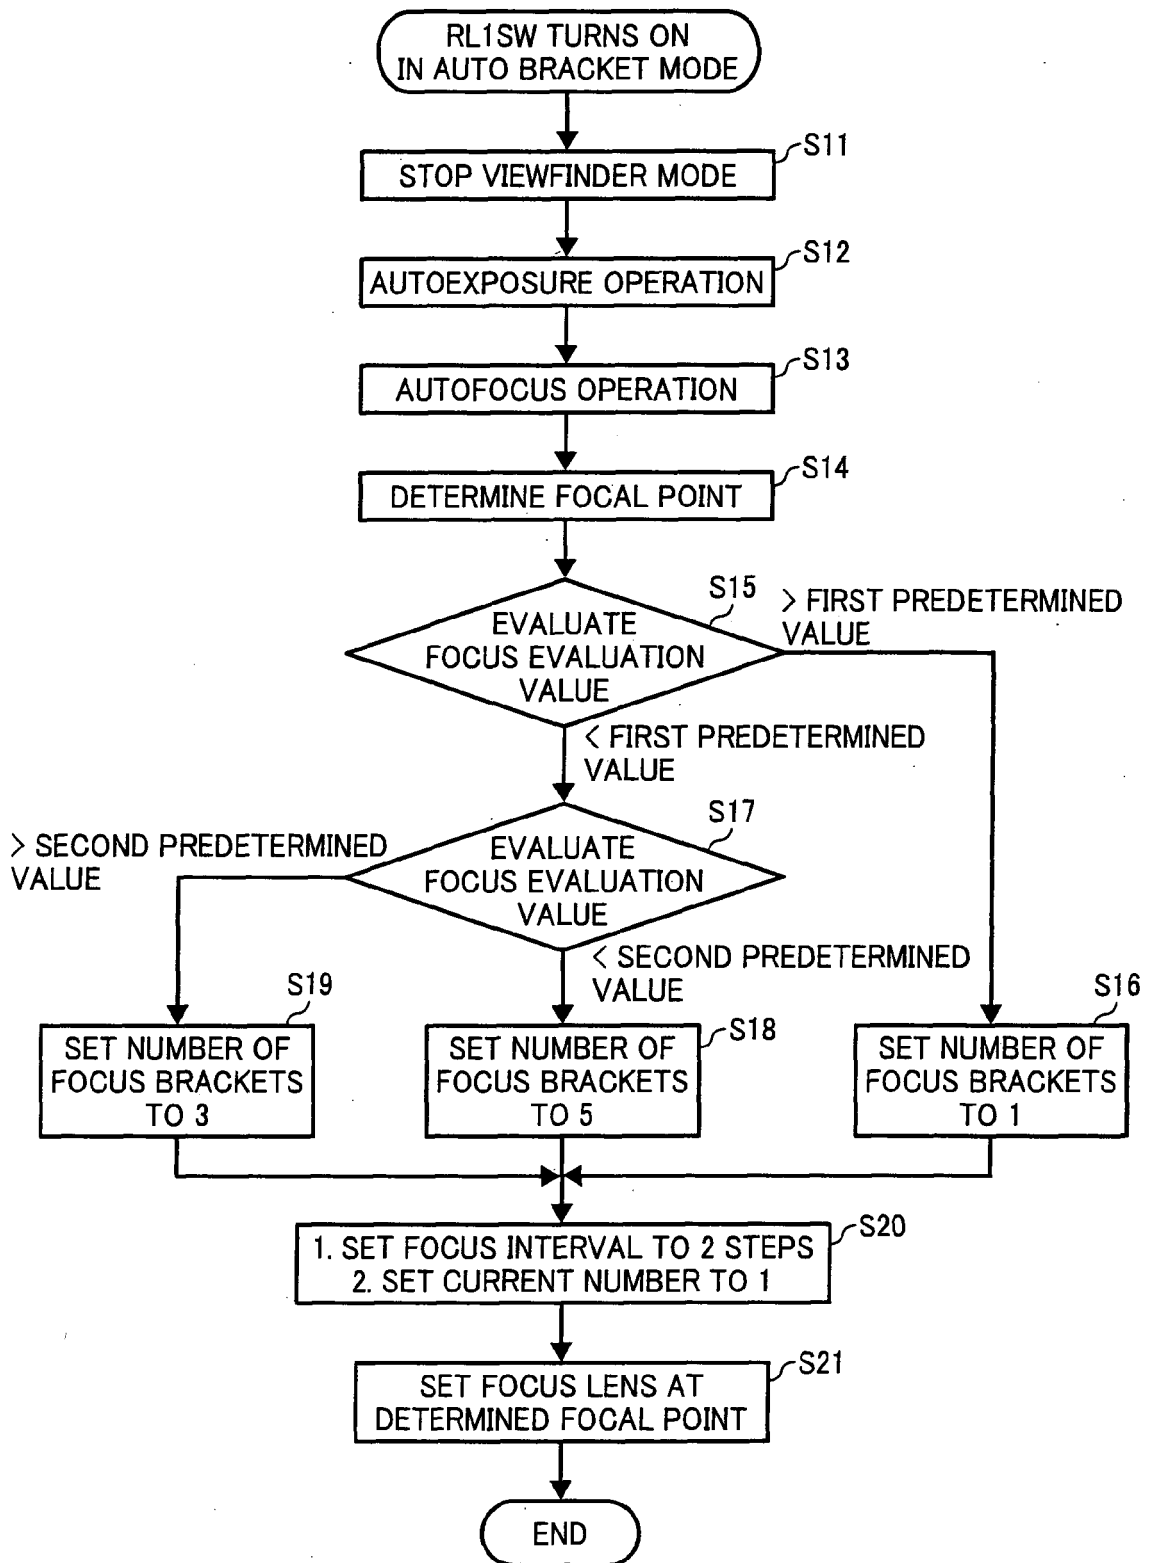 RL1SW TURNS ON
IN AUTO BRACKET MODE
S11
STOP VIEWFINDER MODE
S12
AUTOEXPOSURE OPERATION
S13
AUTOFOCUS OPERATION
S14
DETERMINE FOCAL POINT
S15
EVALUATE
FOCUS EVALUATION
VALUE
> FIRST PREDETERMINED
VALUE
< FIRST PREDETERMINED
VALUE
S17
EVALUATE
FOCUS EVALUATION
VALUE
> SECOND PREDETERMINED
VALUE
< SECOND PREDETERMINED
VALUE
S19
SET NUMBER OF
FOCUS BRACKETS
TO 3
S18
SET NUMBER OF
FOCUS BRACKETS
TO 5
S16
SET NUMBER OF
FOCUS BRACKETS
TO 1
S20
1. SET FOCUS INTERVAL TO 2 STEPS
2. SET CURRENT NUMBER TO 1
S21
SET FOCUS LENS AT
DETERMINED FOCAL POINT
END